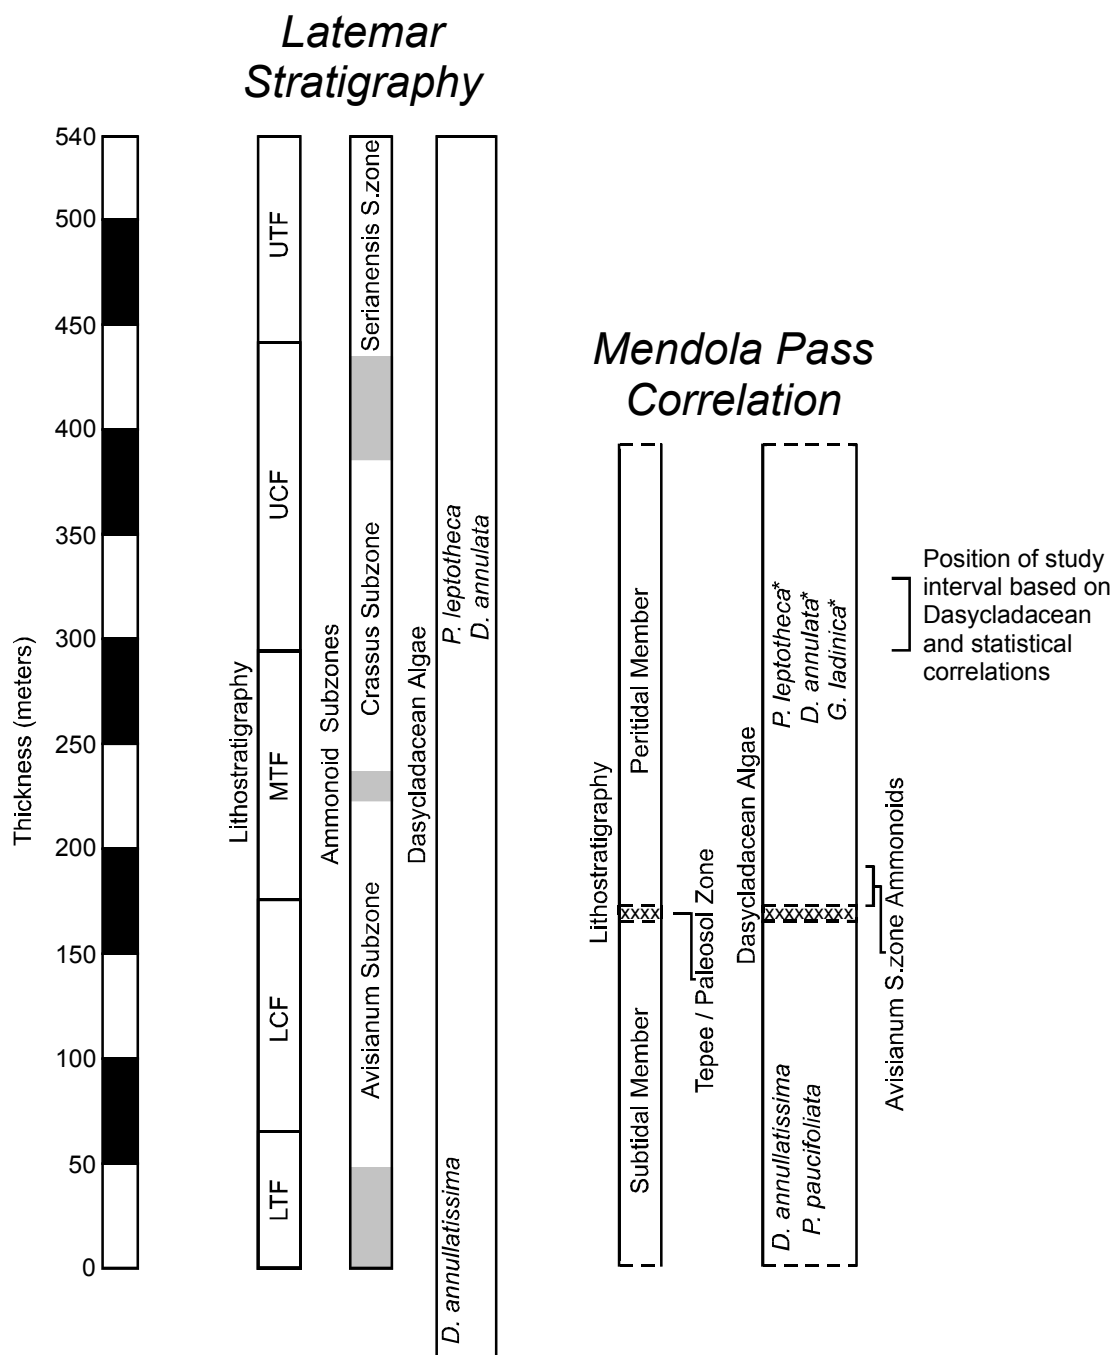 Latemar
Stratigraphy
540
500
450
400
350
300
250
200
150
100
50
0
Thickness (meters)
Lithostratigraphy
UTF
UCF
MTF
LCF
LTF
Ammonoid Subzones
Serianensis S.zone
Crassus Subzone
Avisianum Subzone
Dasycladacean Algae
P. leptotheca
D. annulata
D. annullatissima
Mendola Pass
Correlation
Lithostratigraphy
Peritidal Member
xxxx
Subtidal Member
Tepee / Paleosol Zone
Dasycladacean Algae
P. leptotheca*
D. annulata*
G. ladinica*
xxxxxxxxx
D. annullatissima
P. paucifoliata
Avisianum S.zone Ammonoids
Position of study
interval based on
Dasycladacean
and statistical
correlations